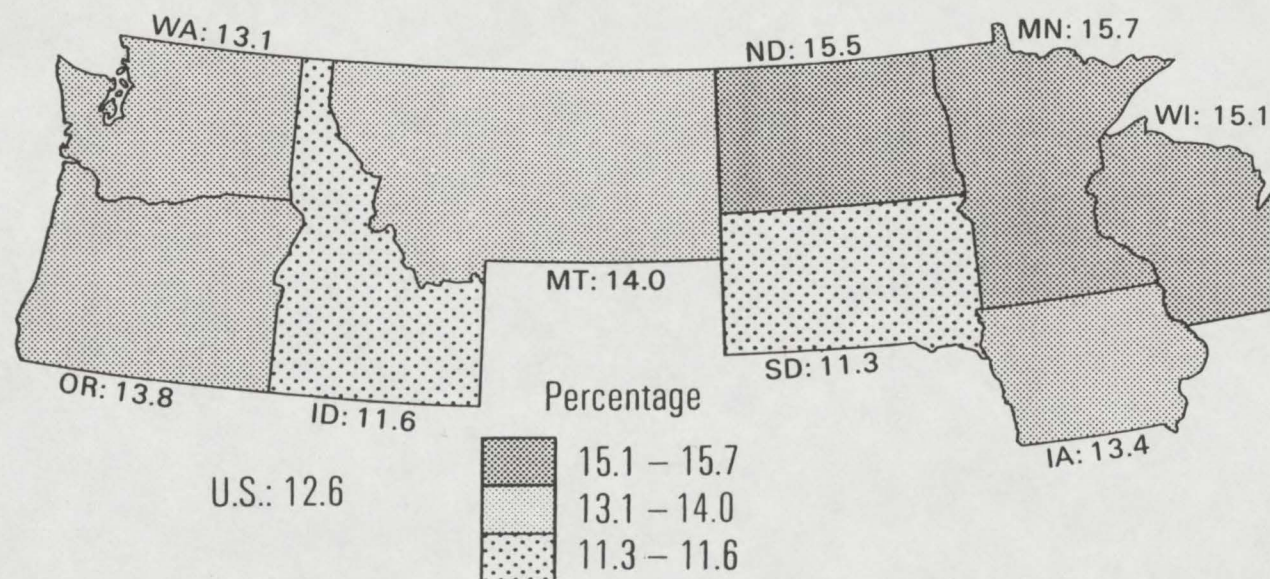 WA: 13.1
ND: 15.5
MN: 15.7
WI: 15.1
MT: 14.0
SD: 11.3
OR: 13.8
ID: 11.6
IA: 13.4
U.S.: 12.6
Percentage
15.1 – 15.7
13.1 – 14.0
11.3 – 11.6